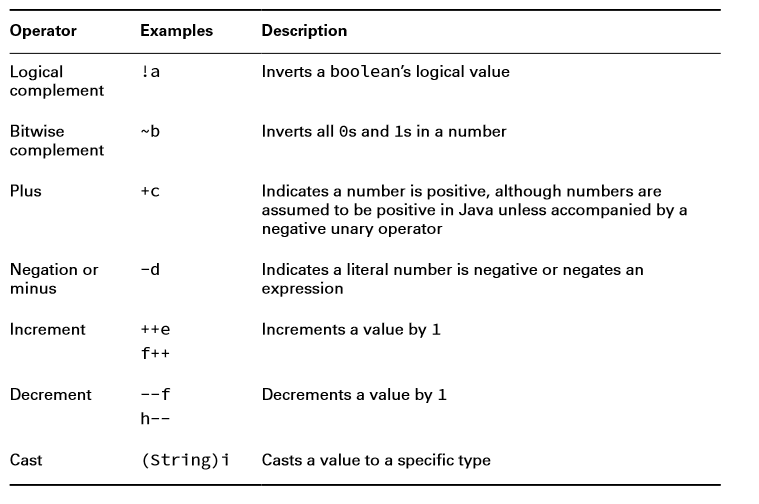 Operator Examples Description
Logical complement !a Inverts a boolean's logical value
Bitwise complement ~b Inverts all 0s and 1s in a number
Plus +c Indicates a number is positive, although numbers are
assumed to be positive in Java unless accompanied by a
negative unary operator
Negation or minus -d Indicates a literal number is negative or negates an
expression
Increment ++e Increments a value by 1
f++
Decrement --f Decrements a value by 1
h--
Cast (String)i Casts a value to a specific type